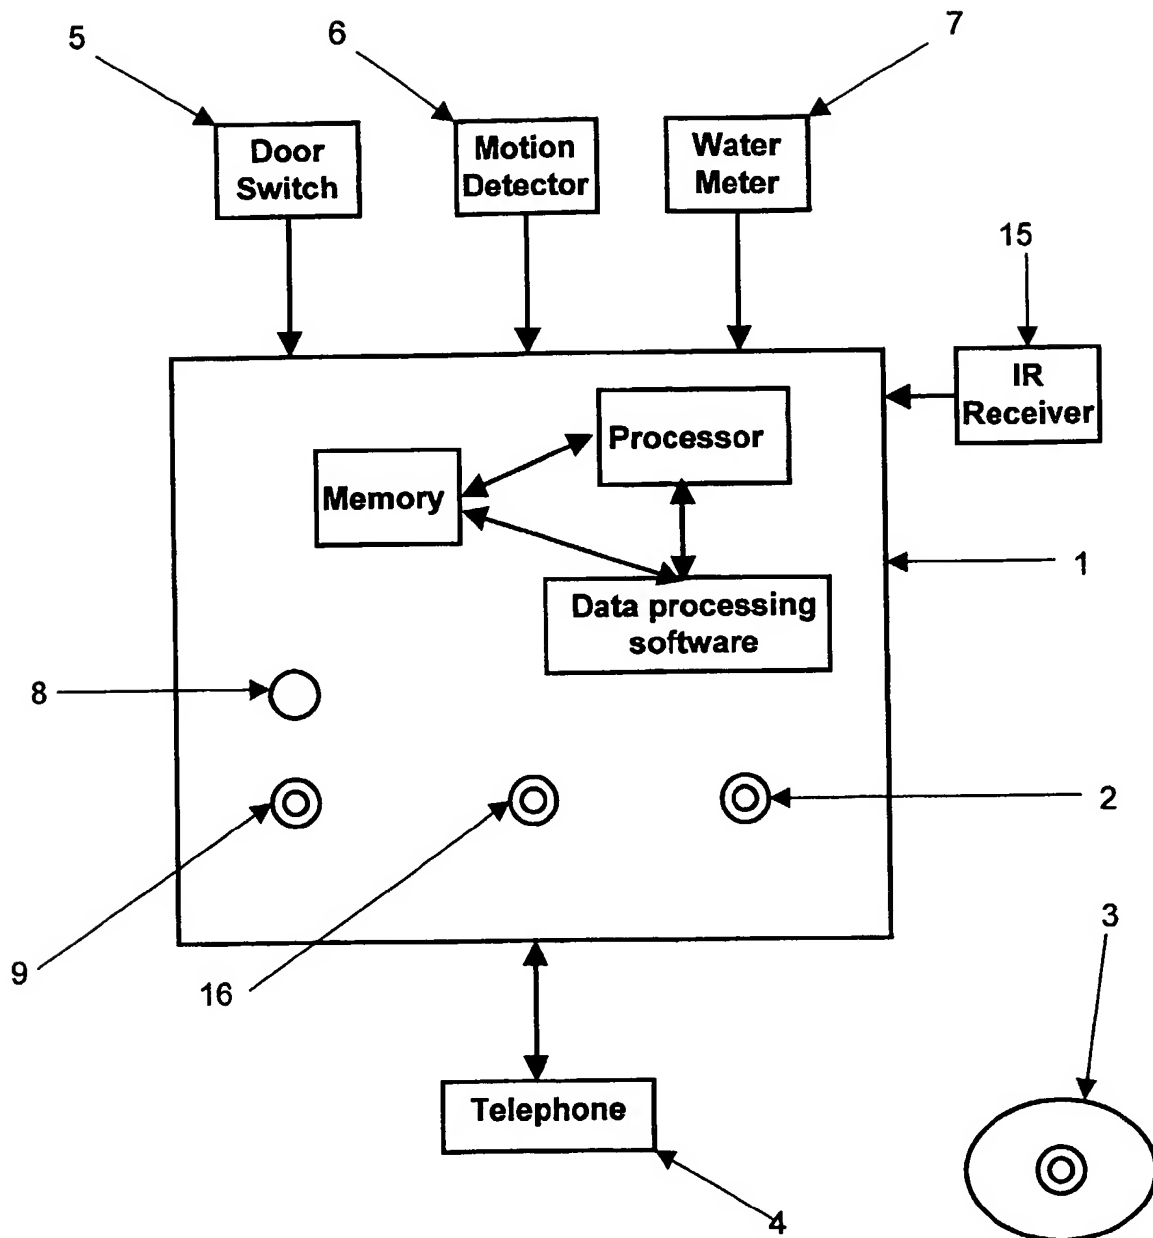 5
6
7
Door
Switch
Motion
Detector
Water
Meter
15
IR
Receiver
Processor
Memory
1
Data processing
software
8
2
3
9
16
Telephone
4